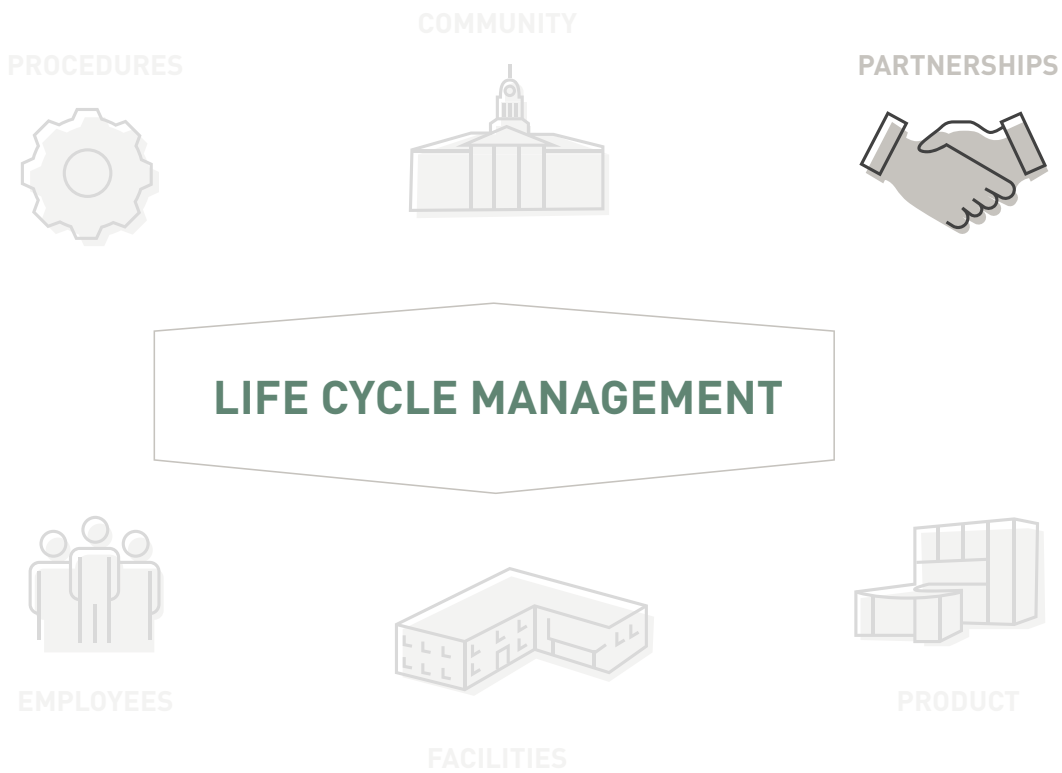 COMMUNITY
PROCEDURES
PARTNERSHIPS
LIFE CYCLE MANAGEMENT
EMPLOYEES
PRODUCT
FACILITIES